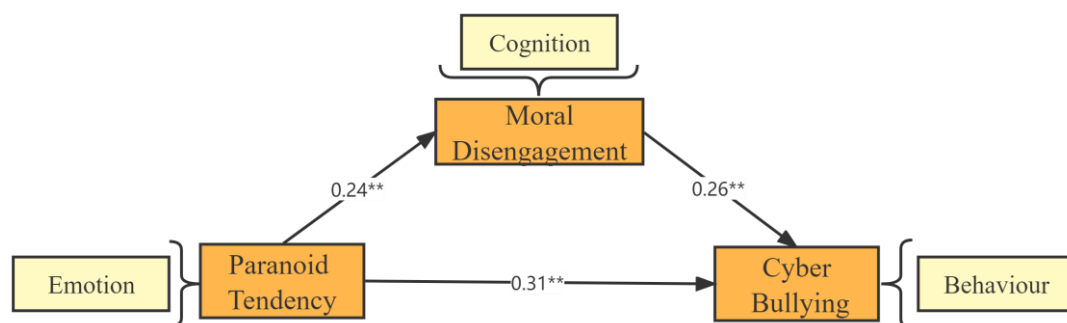 Cognition
Moral
Disengagement
0.24**
0.26**
Emotion
Paranoid
Tendency
0.31**
Cyber
Bullying
Behaviour